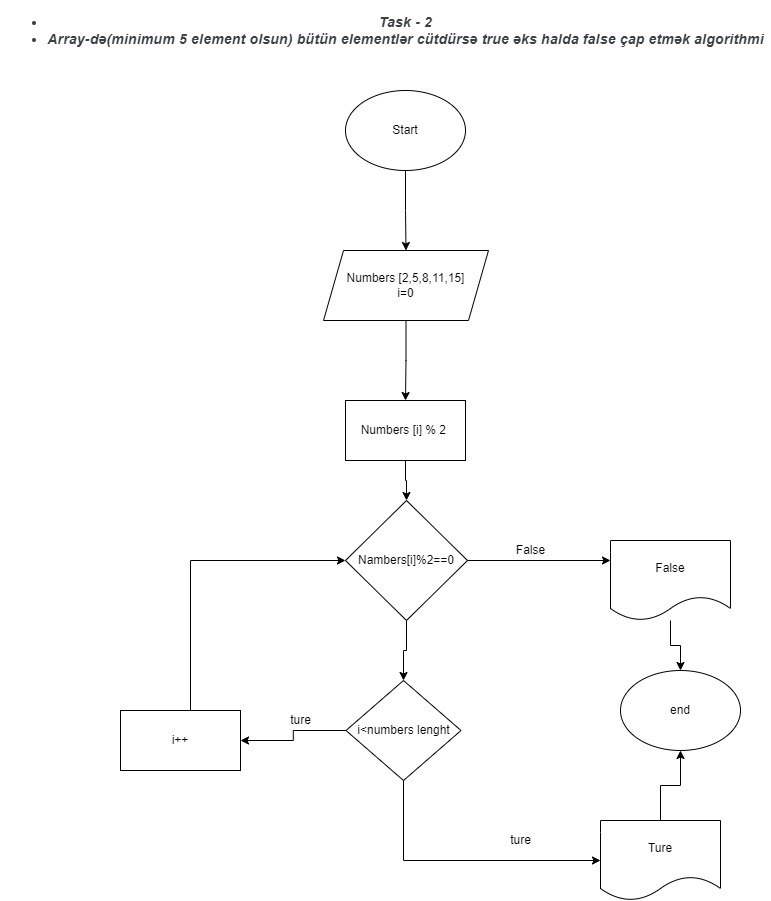 Task - 2
Array-də(minimum 5 element olsun) bütün elementlər cütdürsə true əks halda false çap etmək algorithmi
Start
Numbers [2,5,8,11,15]
i=0
Numbers [i] % 2
Nambers[i]%2==0
False
False
end
i<numbers lenght
ture
i++
ture
Ture